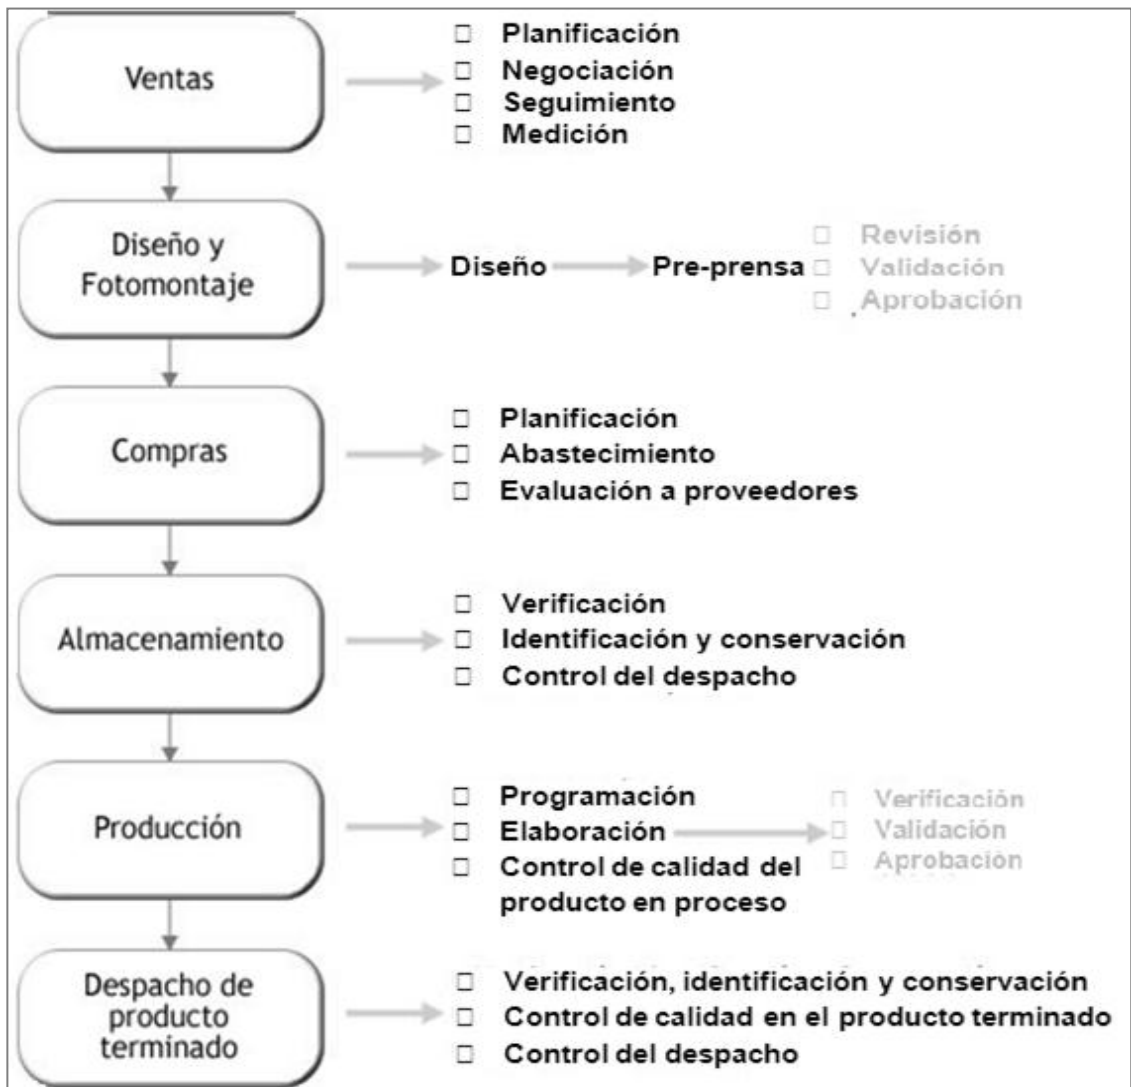 Ventas
Planificación
Negociación
Seguimiento
Medición
Diseño y
Fotomontaje
Diseño
Pre-prensa
Revisión
Validación
Aprobación
Compras
Planificación
Abastecimiento
Evaluación a proveedores
Almacenamiento
Verificación
Identificación y conservación
Control del despacho
Producción
Programación
Elaboración
Control de calidad del
producto en proceso
Verificación
Validación
Aprobación
Despacho de
producto
terminado
Verificación, identificación y conservación
Control de calidad en el producto terminado
Control del despacho